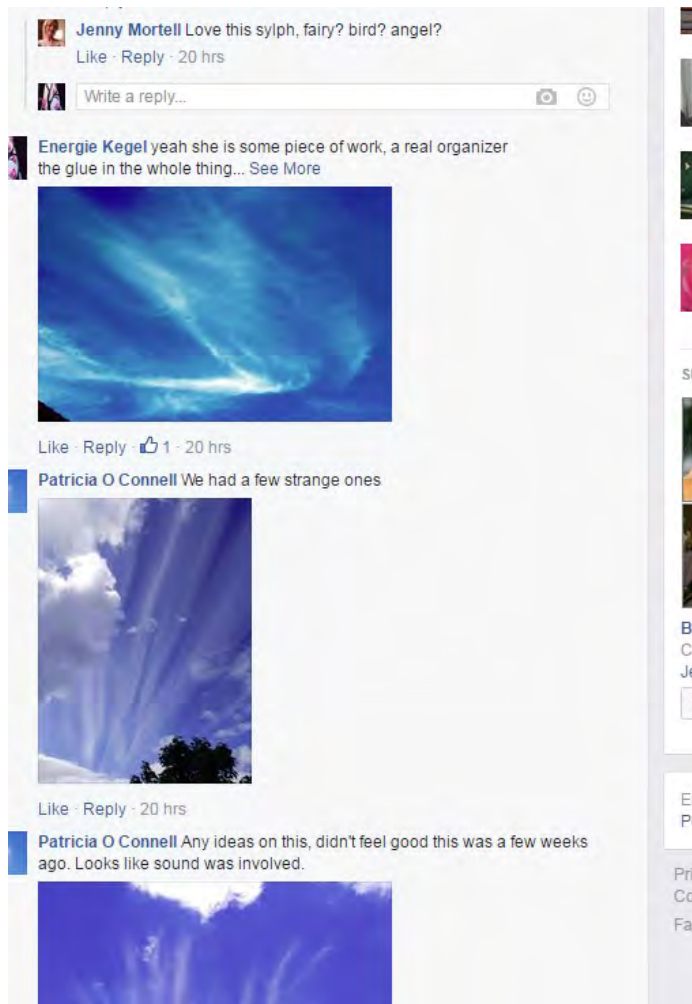 Jenny Mortell Love this sylph, fairy? bird? angel?
Like · Reply · 20 hrs
Write a reply...
Energie Kegel yeah she is some piece of work, a real organizer
the glue in the whole thing... See More
Like · Reply · 1 · 20 hrs
Patricia O Connell We had a few strange ones
Like · Reply · 20 hrs
Patricia O Connell Any ideas on this, didn't feel good this was a few weeks
ago. Looks like sound was involved.